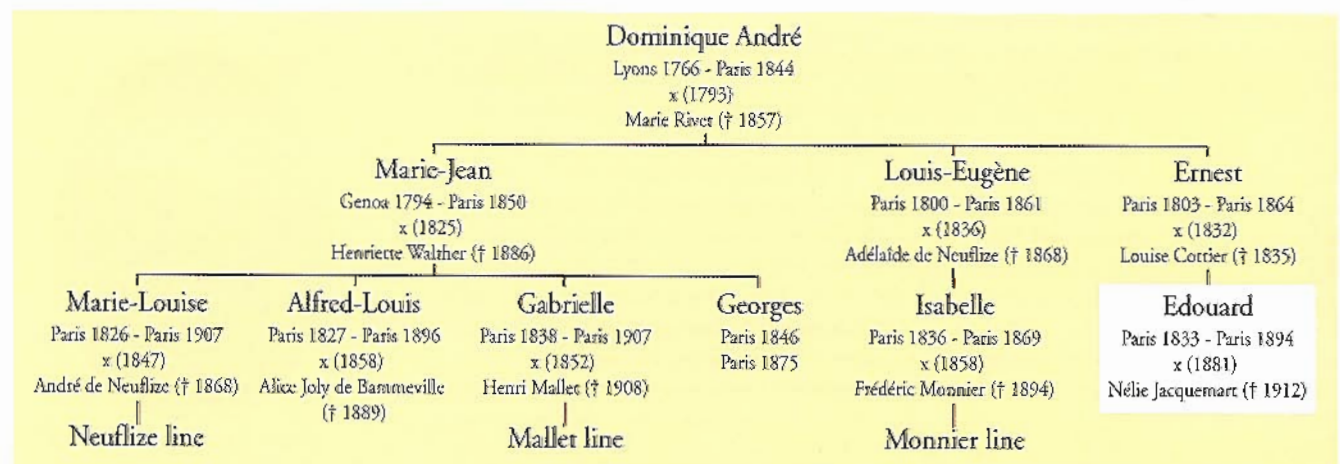 Dominique André
Lyons 1766 - Paris 1844
x (1793)
Marie Rivet († 1857)
Marie-Jean
Genoa 1794 - Paris 1850
x (1825)
Henriette Walther († 1886)
Louis-Eugène
Paris 1800 - Paris 1861
x (1836)
Adélaïde de Neuflize († 1868)
Ernest
Paris 1803 - Paris 1864
x (1832)
Louise Cottier († 1835)
Marie-Louise
Paris 1826 - Paris 1907
x (1847)
André de Neuflize († 1868)
Neuflize line
Alfred-Louis
Paris 1827 - Paris 1896
x (1858)
Alice Joly de Bammeville
(† 1889)
Gabrielle
Paris 1838 - Paris 1907
x (1852)
Henri Mallet († 1908)
Mallet line
Georges
Paris 1846
Paris 1875
Isabelle
Paris 1836 - Paris 1869
x (1858)
Frédéric Monnier († 1894)
Monnier line
Edouard
Paris 1833 - Paris 1894
x (1881)
Nélie Jacquemart († 1912)